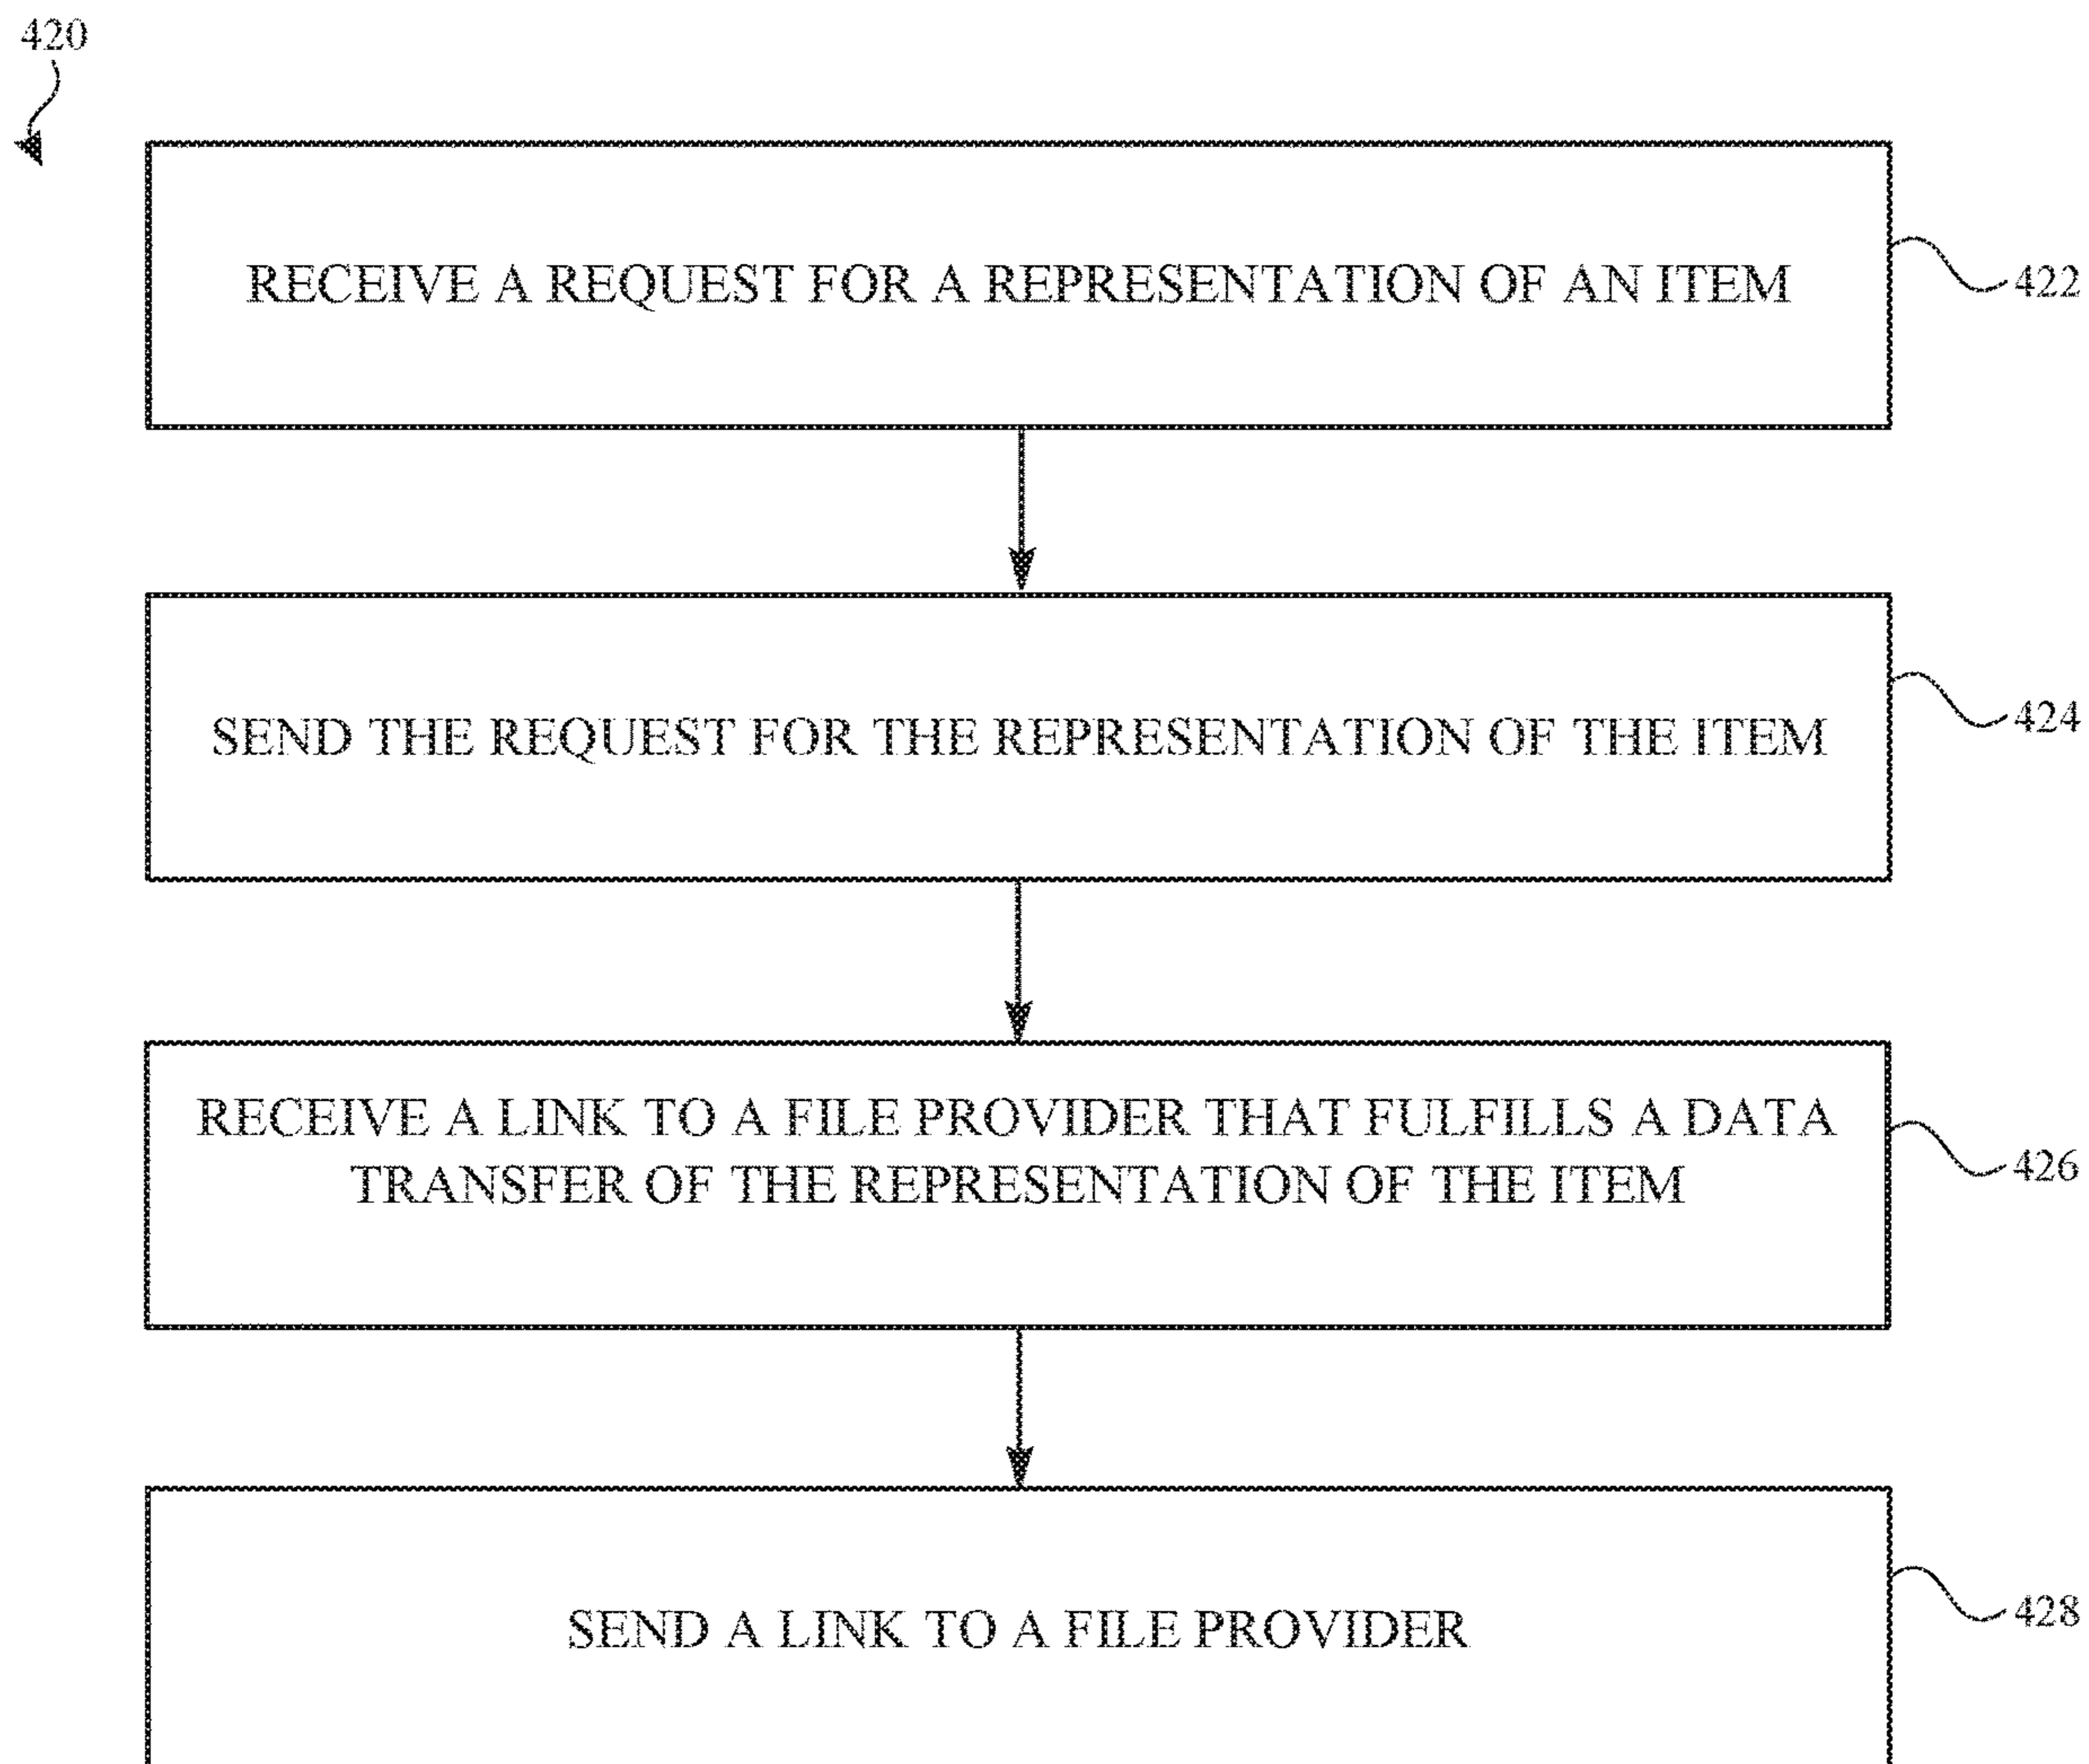 420
RECEIVE A REQUEST FOR A REPRESENTATION OF AN ITEM
422
SEND THE REQUEST FOR THE REPRESENTATION OF THE ITEM
424
RECEIVE A LINK TO A FILE PROVIDER THAT FULFILLS A DATA
TRANSFER OF THE REPRESENTATION OF THE ITEM
426
SEND A LINK TO A FILE PROVIDER
428